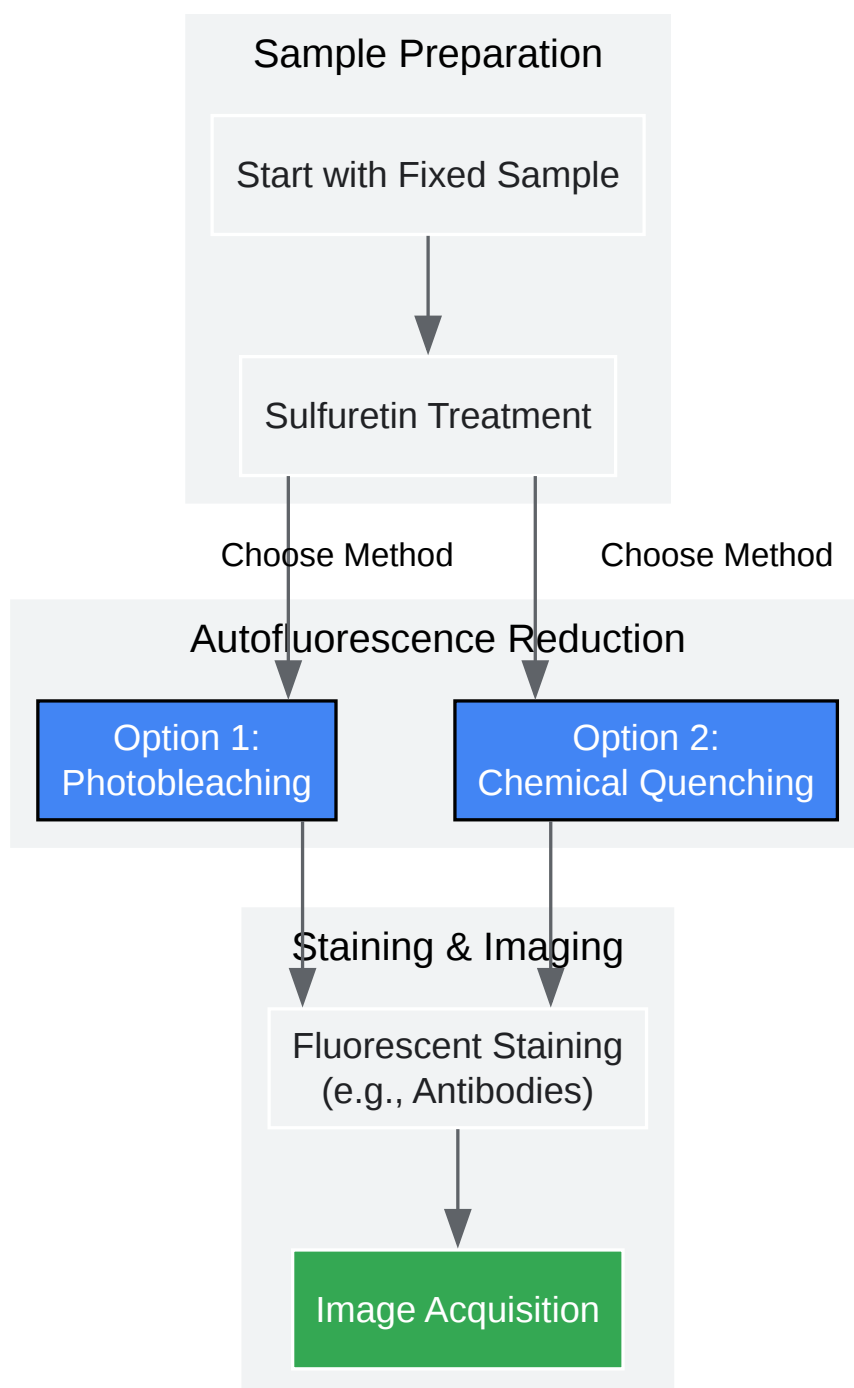 Sample Preparation
Start with Fixed Sample
Sulfuretin Treatment
Choose Method
Choose Method
Autofluorescence Reduction
Option 1:
Photobleaching
Option 2:
Chemical Quenching
Staining & Imaging
Fluorescent Staining
(e.g., Antibodies)
Image Acquisition